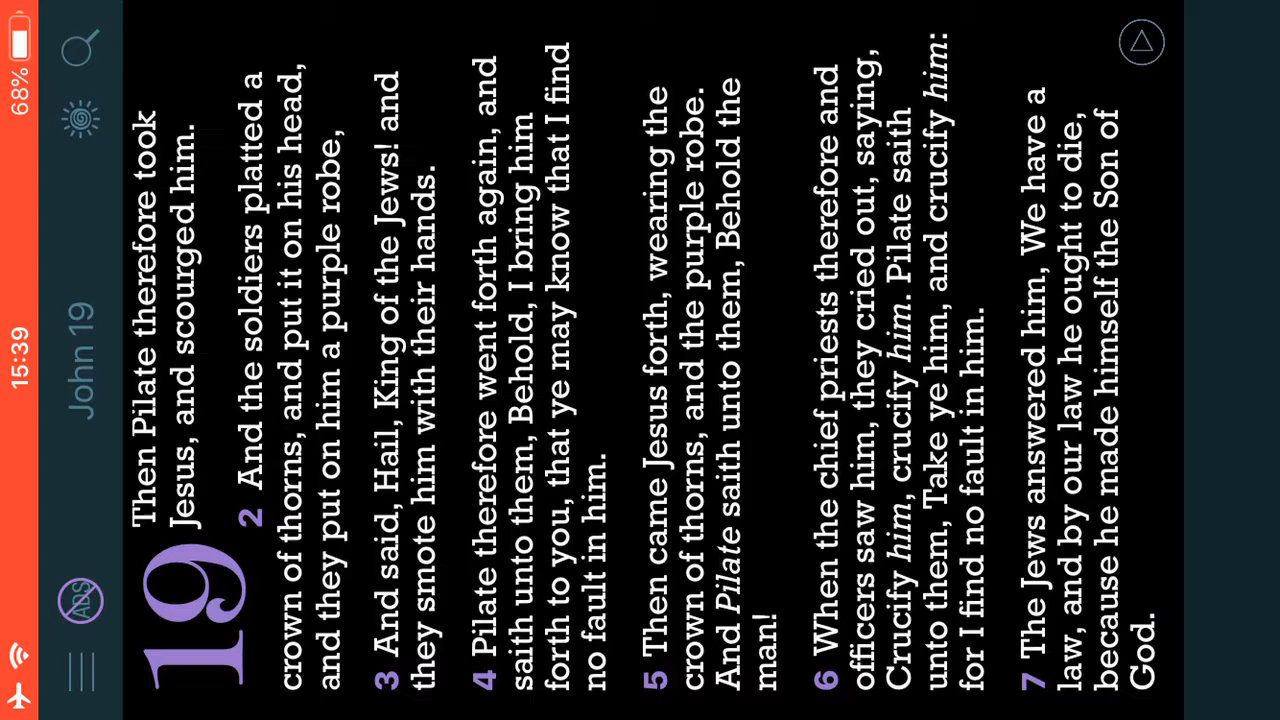 15:39
68%
ADS
John 19
19 Then Pilate therefore took
Jesus, and scourged him.
2 And the soldiers platted a
crown of thorns, and put it on his head,
and they put on him a purple robe,
3 And said, Hail, King of the Jews! and
they smote him with their hands.
4 Pilate therefore went forth again, and
saith unto them, Behold, I bring him
forth to you, that ye may know that I find
no fault in him.
5 Then came Jesus forth, wearing the
crown of thorns, and the purple robe.
And Pilate saith unto them, Behold the
man!
6 When the chief priests therefore and
officers saw him, they cried out, saying,
Crucify him, crucify him. Pilate saith
unto them, Take ye him, and crucify him:
for I find no fault in him.
7 The Jews answered him, We have a
law, and by our law he ought to die,
because he made himself the Son of
God.